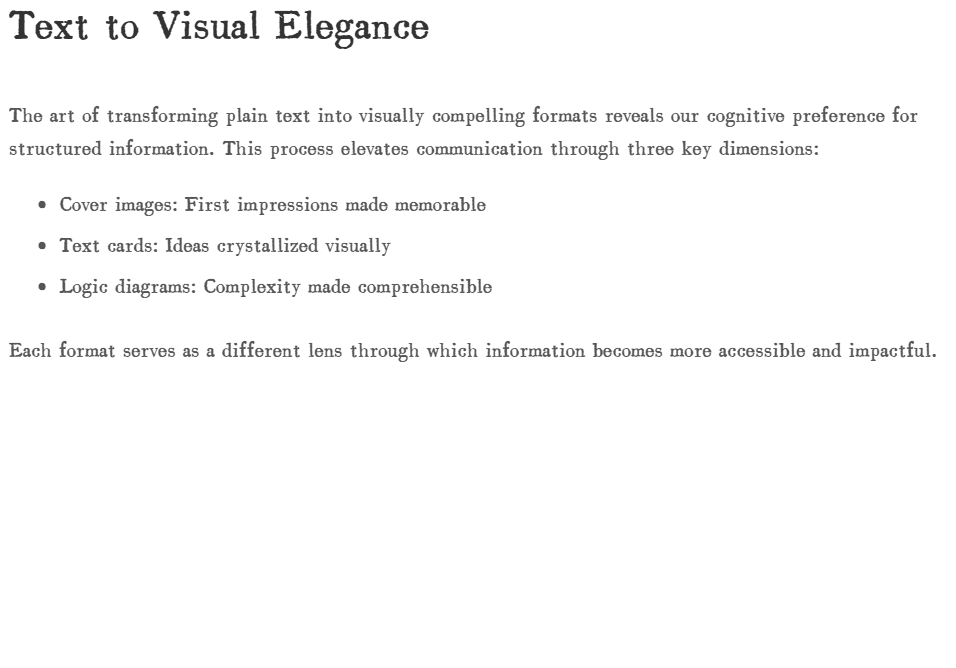 Text to Visual Elegance
The art of transforming plain text into visually compelling formats reveals our cognitive preference for
structured information. This process elevates communication through three key dimensions:
• Cover images: First impressions made memorable
• Text cards: Ideas crystallized visually
• Logic diagrams: Complexity made comprehensible
Each format serves as a different lens through which information becomes more accessible and impactful.